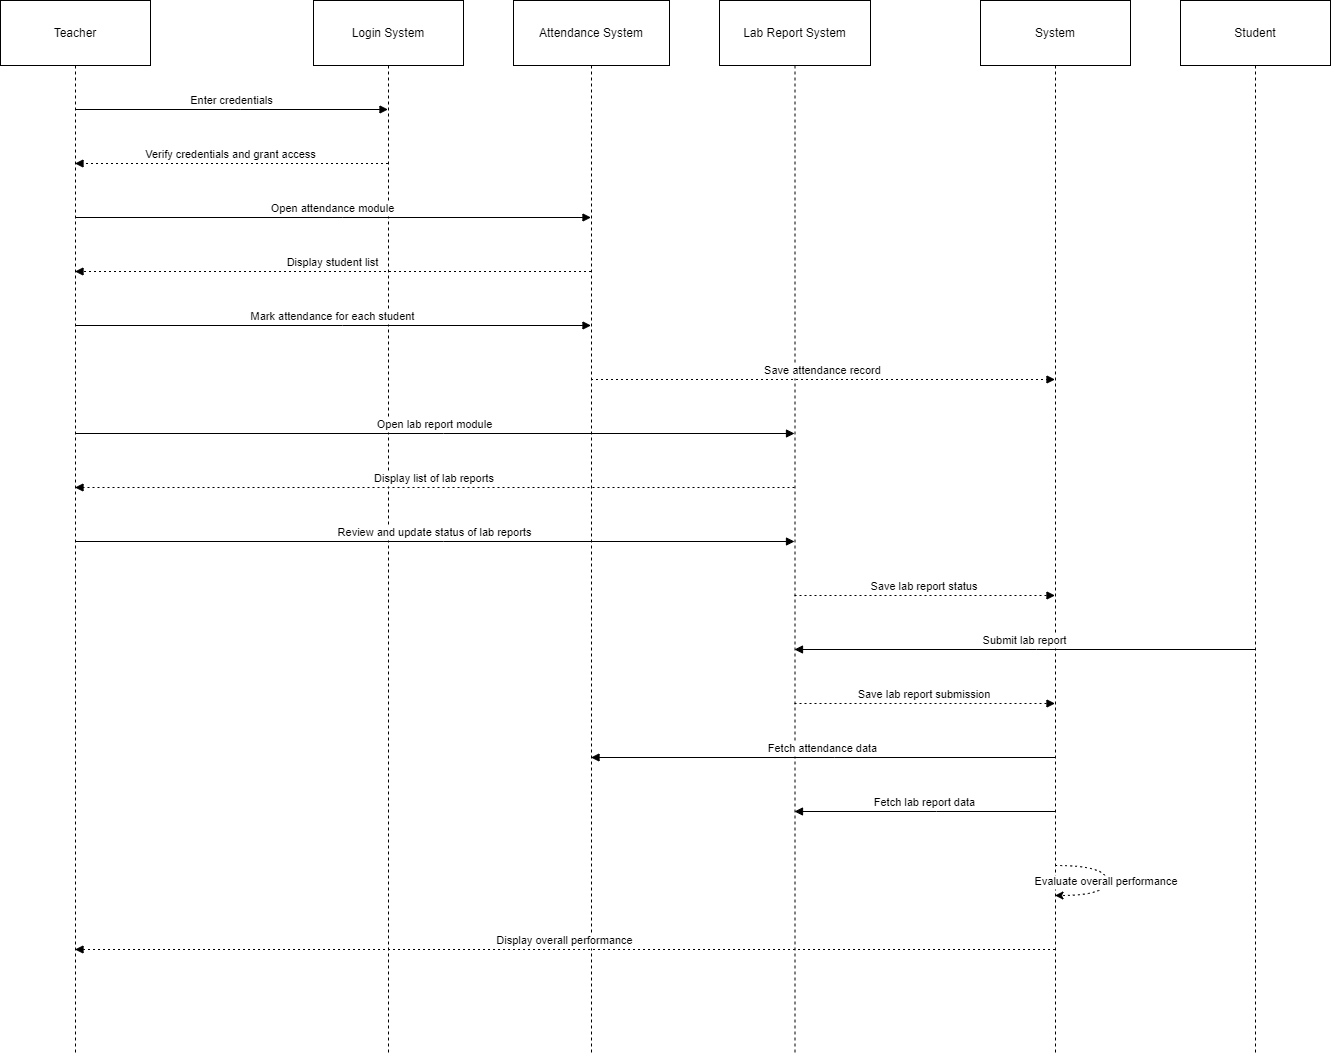 Teacher
Login System
Attendance System
Lab Report System
System
Student
Enter credentials
Verify credentials and grant access
Open attendance module
Display student list
Mark attendance for each student
Save attendance record
Open lab report module
Display list of lab reports
Review and update status of lab reports
Save lab report status
Submit lab report
Save lab report submission
Fetch attendance data
Fetch lab report data
Evaluate overall performance
Display overall performance